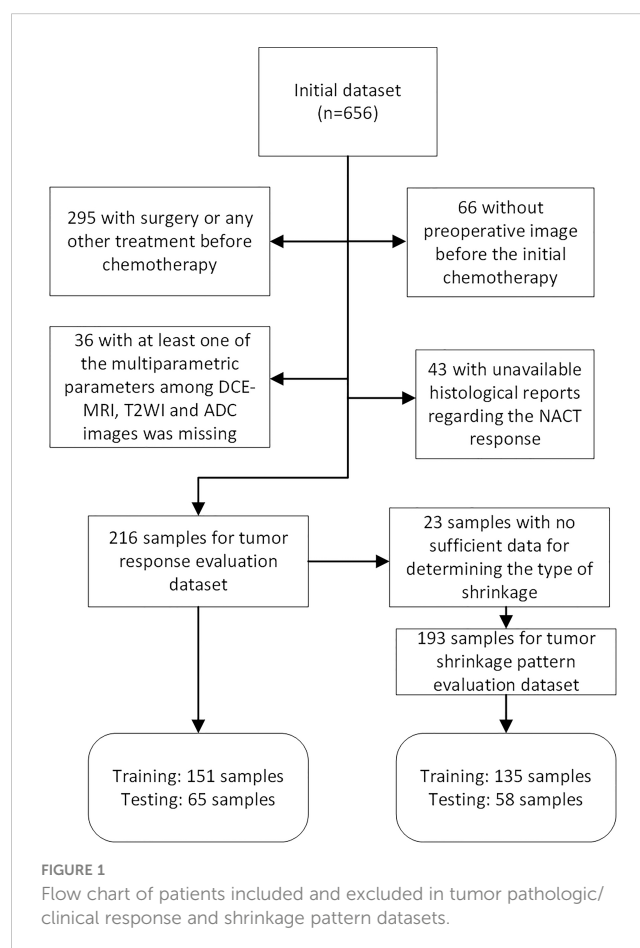 Initial dataset
(n=656)
295 with surgery or any
other treatment before
chemotherapy
66 without
preoperative image
before the initial
chemotherapy
36 with at least one of
the multiparametric
parameters among DCE-
MRI, T2WI and ADC
images was missing
43 with unavailable
histological reports
regarding the NACT
response
216 samples for tumor
response evaluation
dataset
23 samples with no
sufficient data for
determining the type of
shrinkage
193 samples for tumor
shrinkage pattern
evaluation dataset
Training: 151 samples
Testing: 65 samples
Training: 135 samples
Testing: 58 samples
FIGURE 1
Flow chart of patients included and excluded in tumor pathologic/
clinical response and shrinkage pattern datasets.